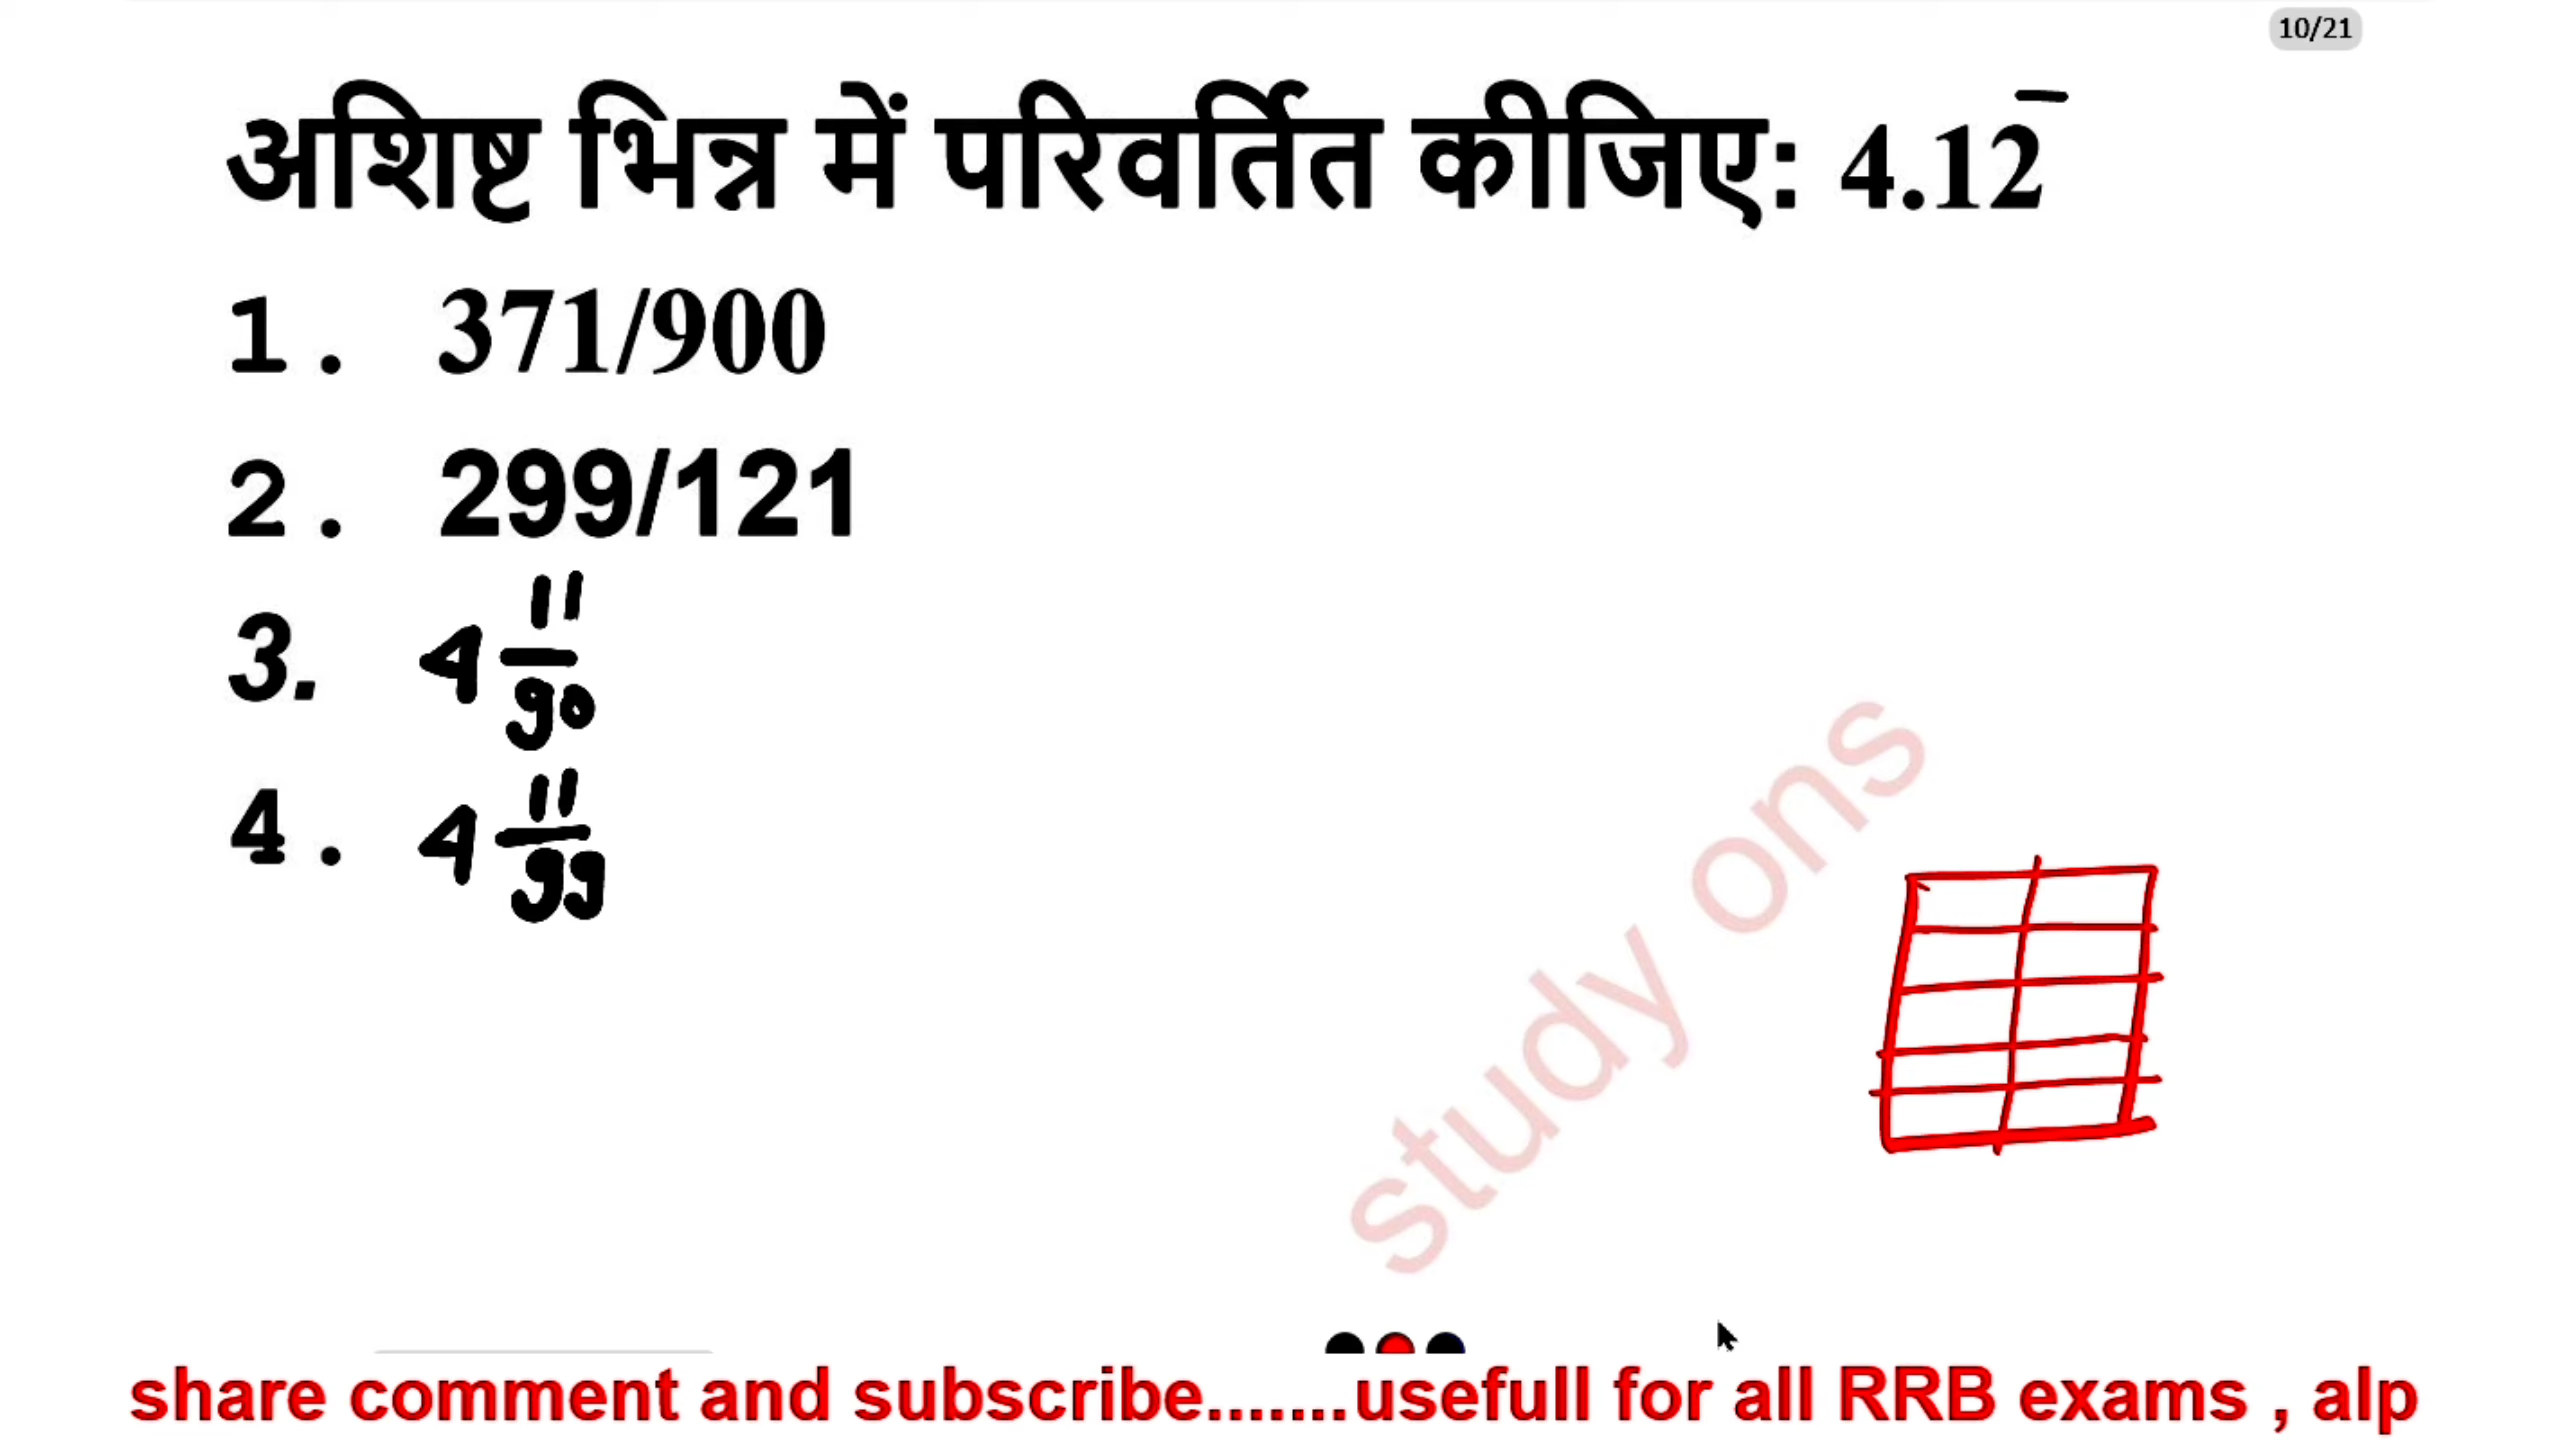 10/21
अशिष्ट भिन्न में परिवर्तित कीजिए: 4.12̅
1. 371/900
2. 299/121
3. 4 11/90
4. 4 11/99
study ons
share comment and subscribe.......usefull for all RRB exams , alp